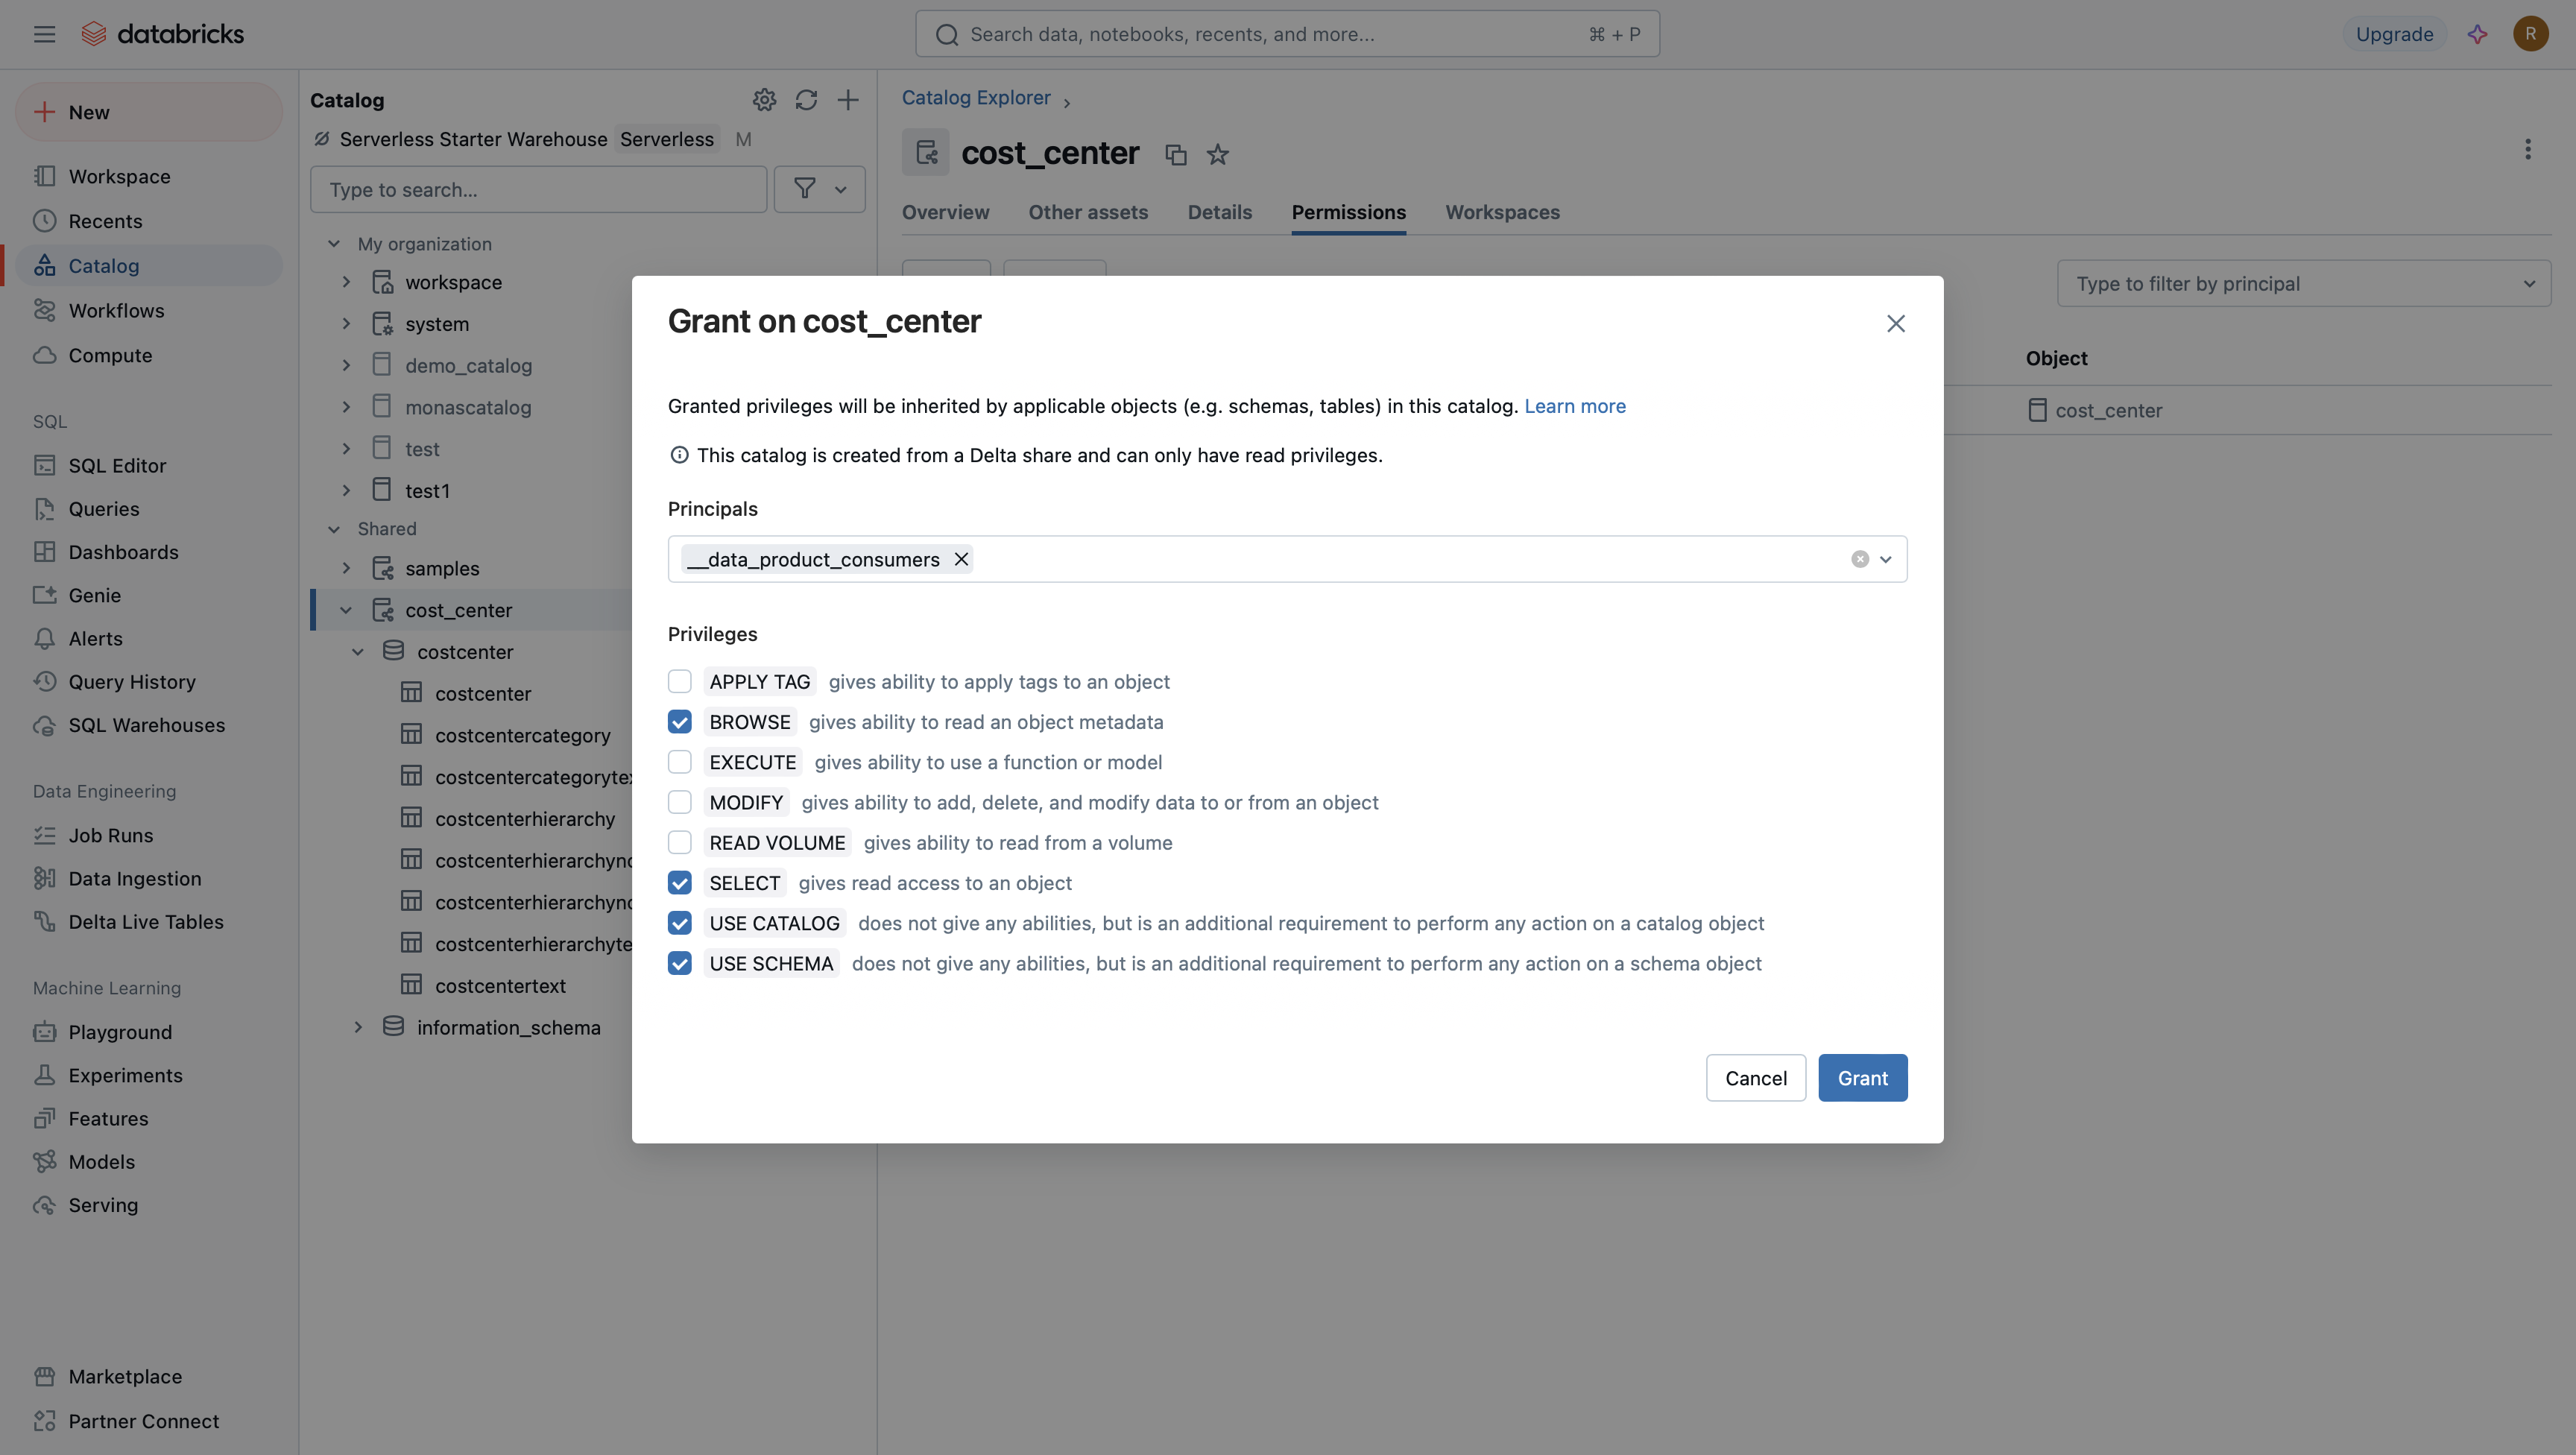 databricks
Search data, notebooks, recents, and more...
⌘ + P
Upgrade
R
New
Workspace
Recents
Catalog
Workflows
Compute
SQL
SQL Editor
Queries
Dashboards
Genie
Alerts
Query History
SQL Warehouses
Data Engineering
Job Runs
Data Ingestion
Delta Live Tables
Machine Learning
Playground
Experiments
Features
Models
Serving
Marketplace
Partner Connect
Catalog
Serverless Starter Warehouse Serverless M
Type to search...
My organization
workspace
system
demo_catalog
monascatalog
test
test1
Shared
samples
cost_center
costcenter
costcenter
costcentercategory
costcentercategorytex
costcenterhierarchy
costcenterhierarchyno
costcenterhierarchyno
costcenterhierarchyte
costcentertext
information_schema
Catalog Explorer
cost_center
Overview Other assets Details Permissions Workspaces
Type to filter by principal
Object
cost_center
Grant on cost_center
Granted privileges will be inherited by applicable objects (e.g. schemas, tables) in this catalog. Learn more
This catalog is created from a Delta share and can only have read privileges.
Principals
__data_product_consumers
Privileges
APPLY TAG gives ability to apply tags to an object
BROWSE gives ability to read an object metadata
EXECUTE gives ability to use a function or model
MODIFY gives ability to add, delete, and modify data to or from an object
READ VOLUME gives ability to read from a volume
SELECT gives read access to an object
USE CATALOG does not give any abilities, but is an additional requirement to perform any action on a catalog object
USE SCHEMA does not give any abilities, but is an additional requirement to perform any action on a schema object
Cancel Grant